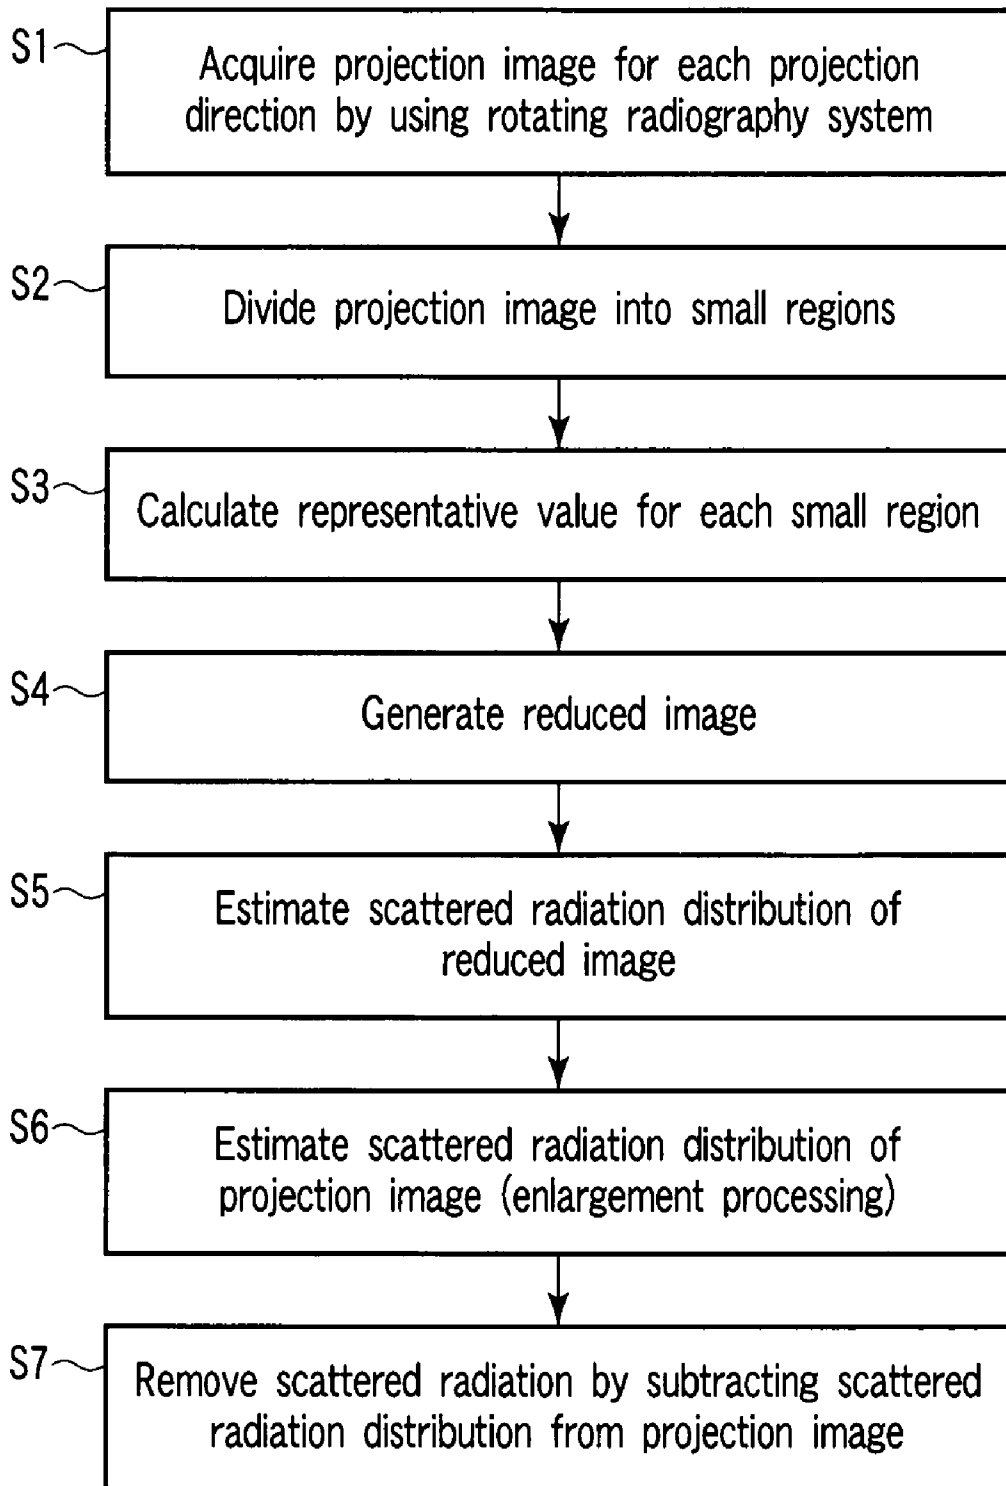 S1
Acquire projection image for each projection
direction by using rotating radiography system
S2
Divide projection image into small regions
S3
Calculate representative value for each small region
S4
Generate reduced image
S5
Estimate scattered radiation distribution of
reduced image
S6
Estimate scattered radiation distribution of
projection image (enlargement processing)
S7
Remove scattered radiation by subtracting scattered
radiation distribution from projection image